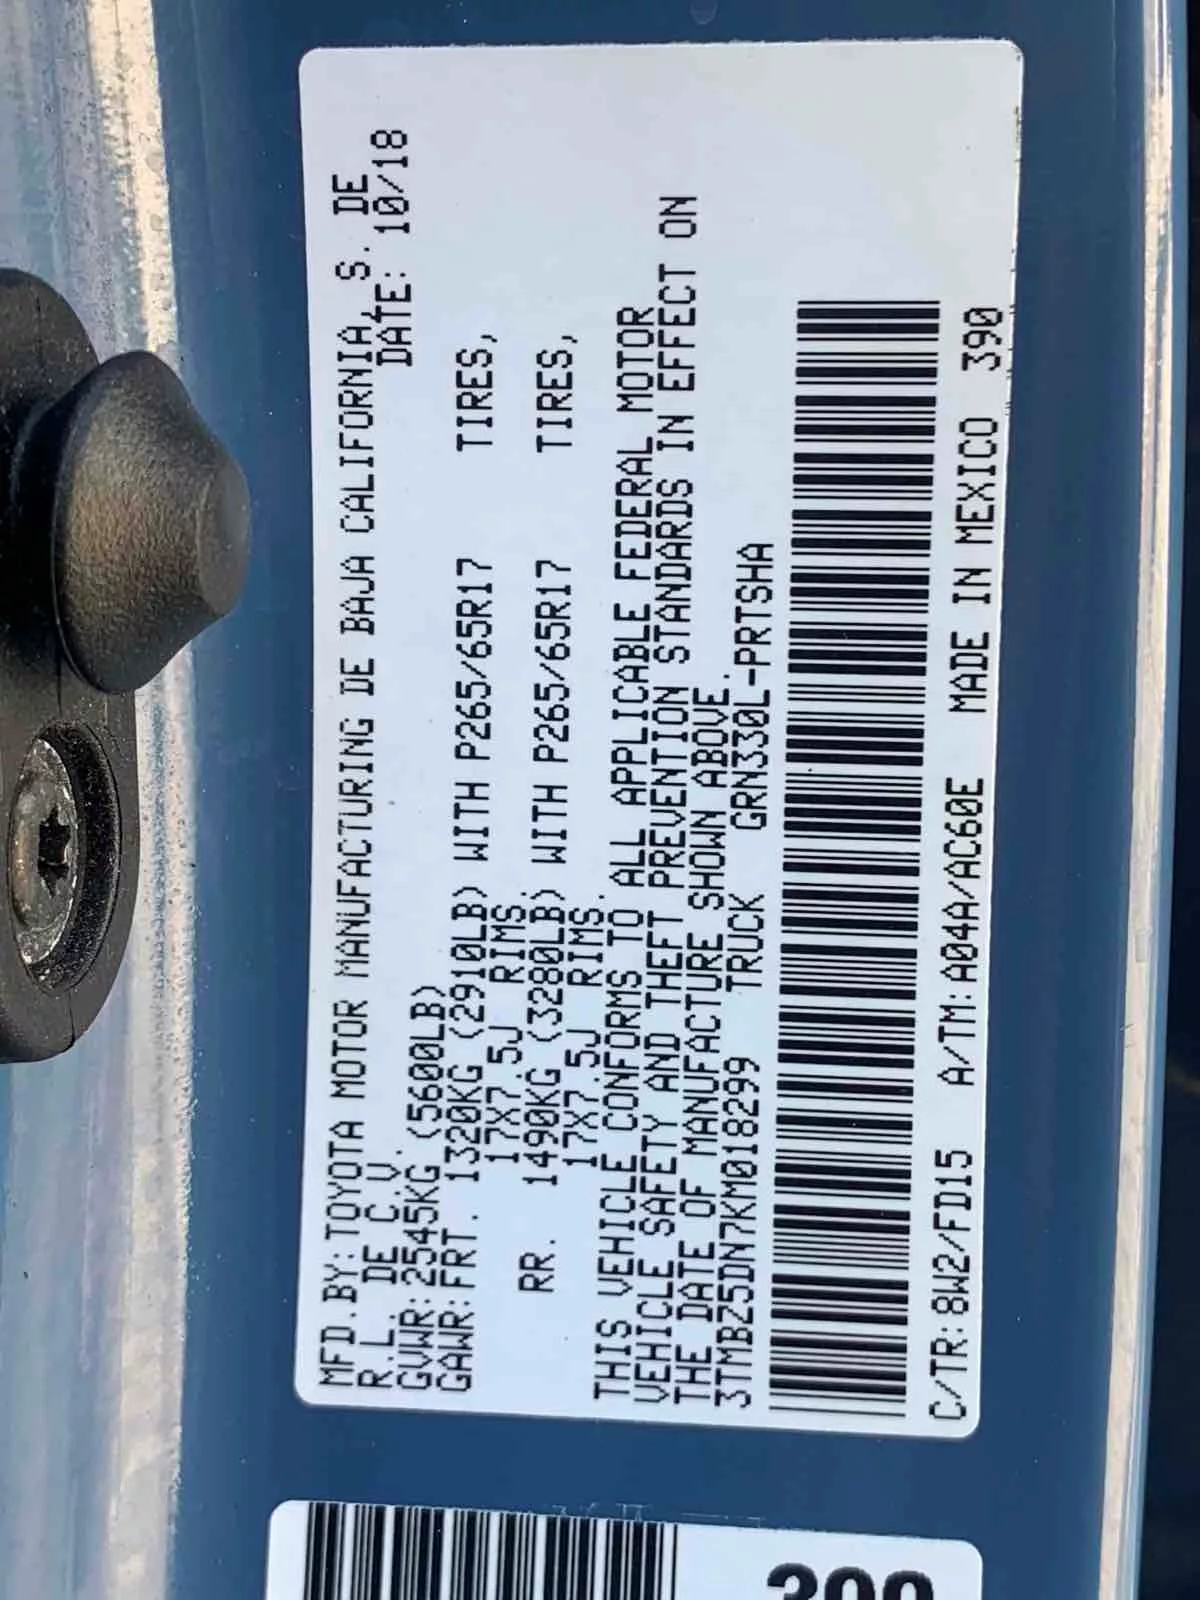 MFD.BY:TOYOTA MOTOR MANUFACTURING DE BAJA CALIFORNIA, S. DE
R.L. DE C.V. DATE: 10/18
GVWR:2545KG (5600LB)
GAWR:FRT. 1320KG (2910LB) WITH P265/65R17 TIRES,
17X7.5J RIMS,
RR. 1490KG (3280LB) WITH P265/65R17 TIRES,
17X7.5J RIMS.
THIS VEHICLE CONFORMS TO ALL APPLICABLE FEDERAL MOTOR
VEHICLE SAFETY AND THEFT PREVENTION STANDARDS IN EFFECT ON
THE DATE OF MANUFACTURE SHOWN ABOVE.
3TMBZ5DN7KM018299 TRUCK GRN330L-PRTSHA
C/TR:8W2/FD15 A/TM:A04A/AC60E MADE IN MEXICO 390